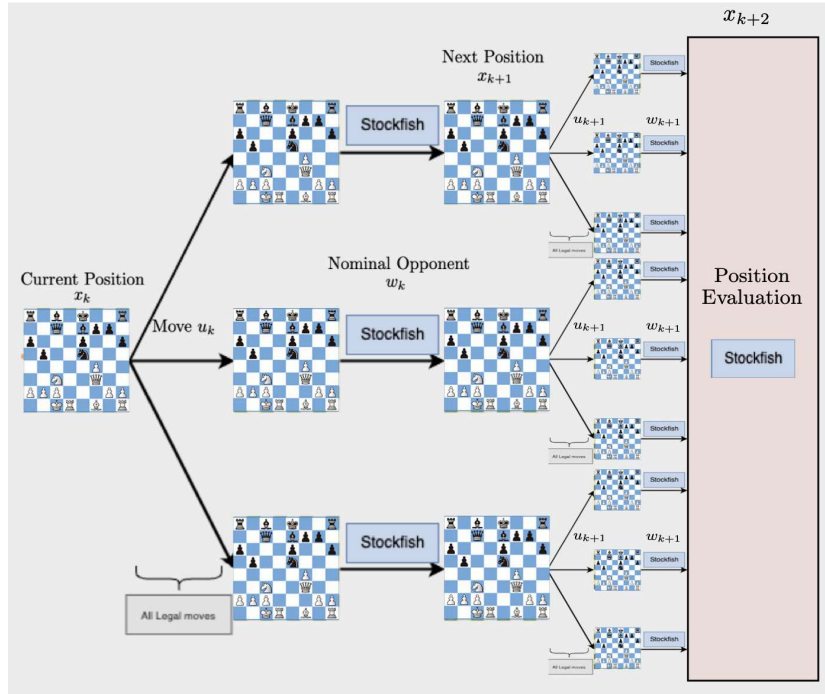 x_{k+2}
Next Position
x_{k+1}
Stockfish
Stockfish
u_{k+1}
w_{k+1}
Stockfish
Stockfish
All Legal moves
Current Position
x_k
Nominal Opponent
w_k
Move u_k
Stockfish
Stockfish
u_{k+1}
w_{k+1}
Stockfish
Stockfish
All Legal moves
Position
Evaluation
Stockfish
Stockfish
Stockfish
u_{k+1}
w_{k+1}
Stockfish
Stockfish
All Legal moves
All Legal moves